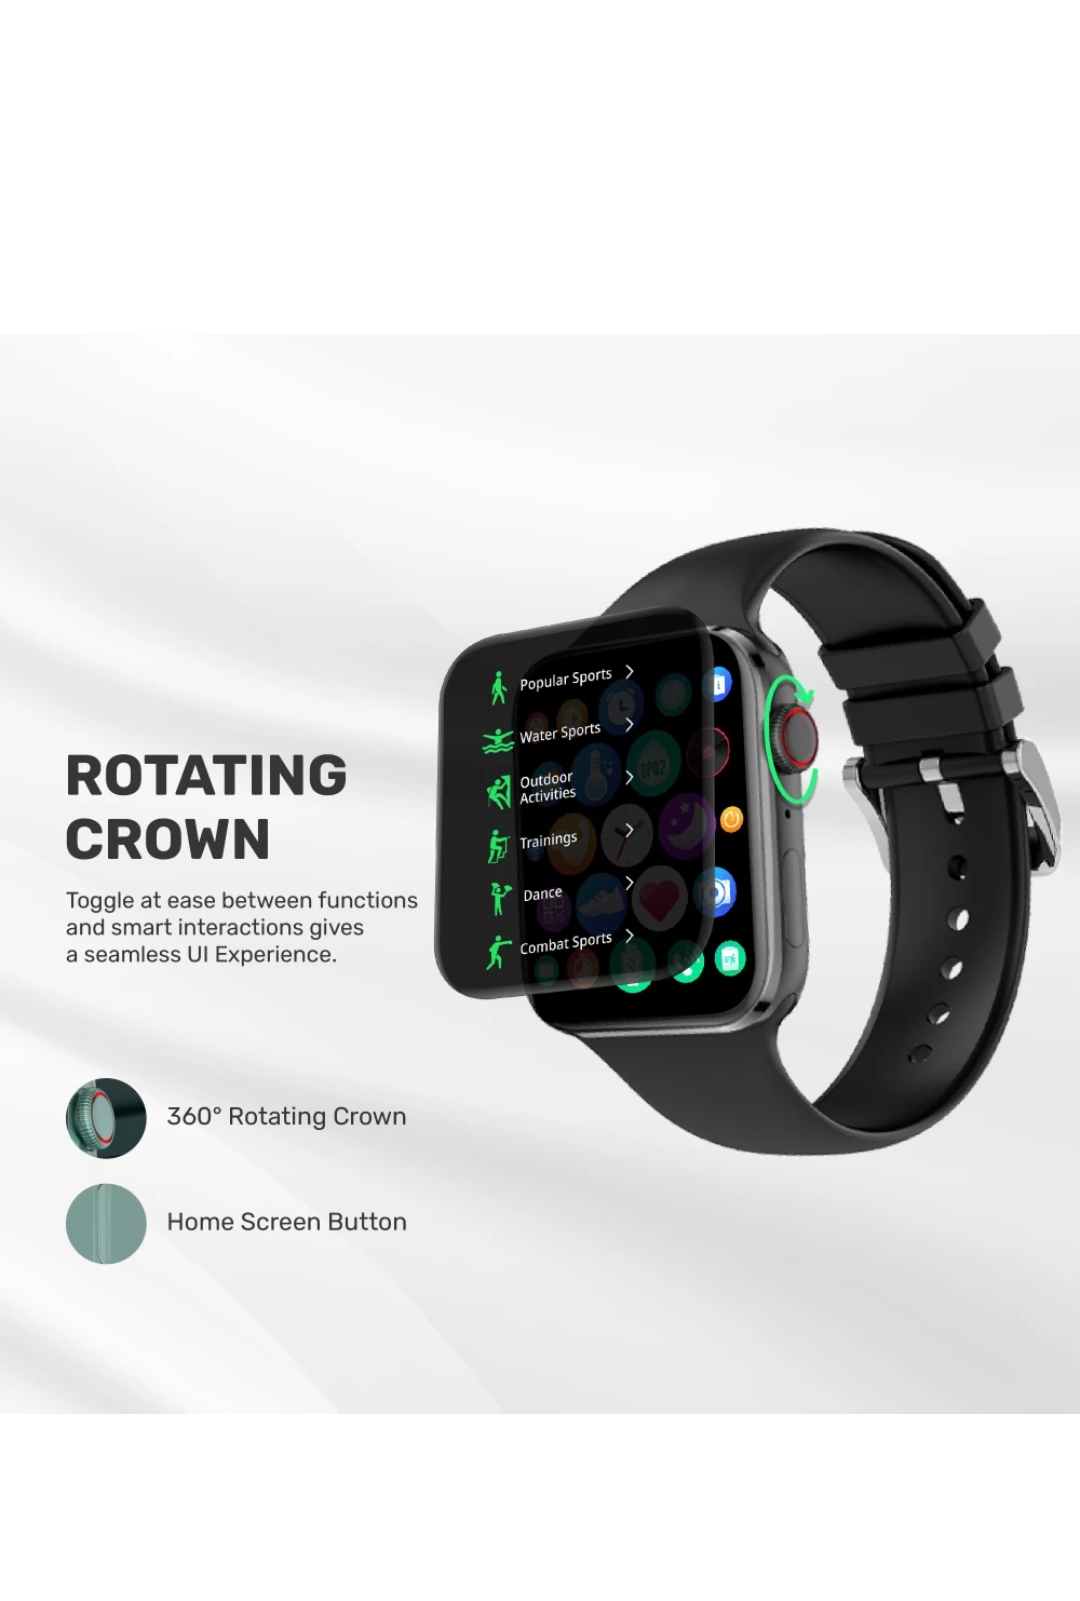 ROTATING
CROWN
Toggle at ease between functions
and smart interactions gives
a seamless UI Experience.
360° Rotating Crown
Home Screen Button
Popular Sports
Water Sports
Outdoor
Activities
Trainings
Dance
Combat Sports
SPO2